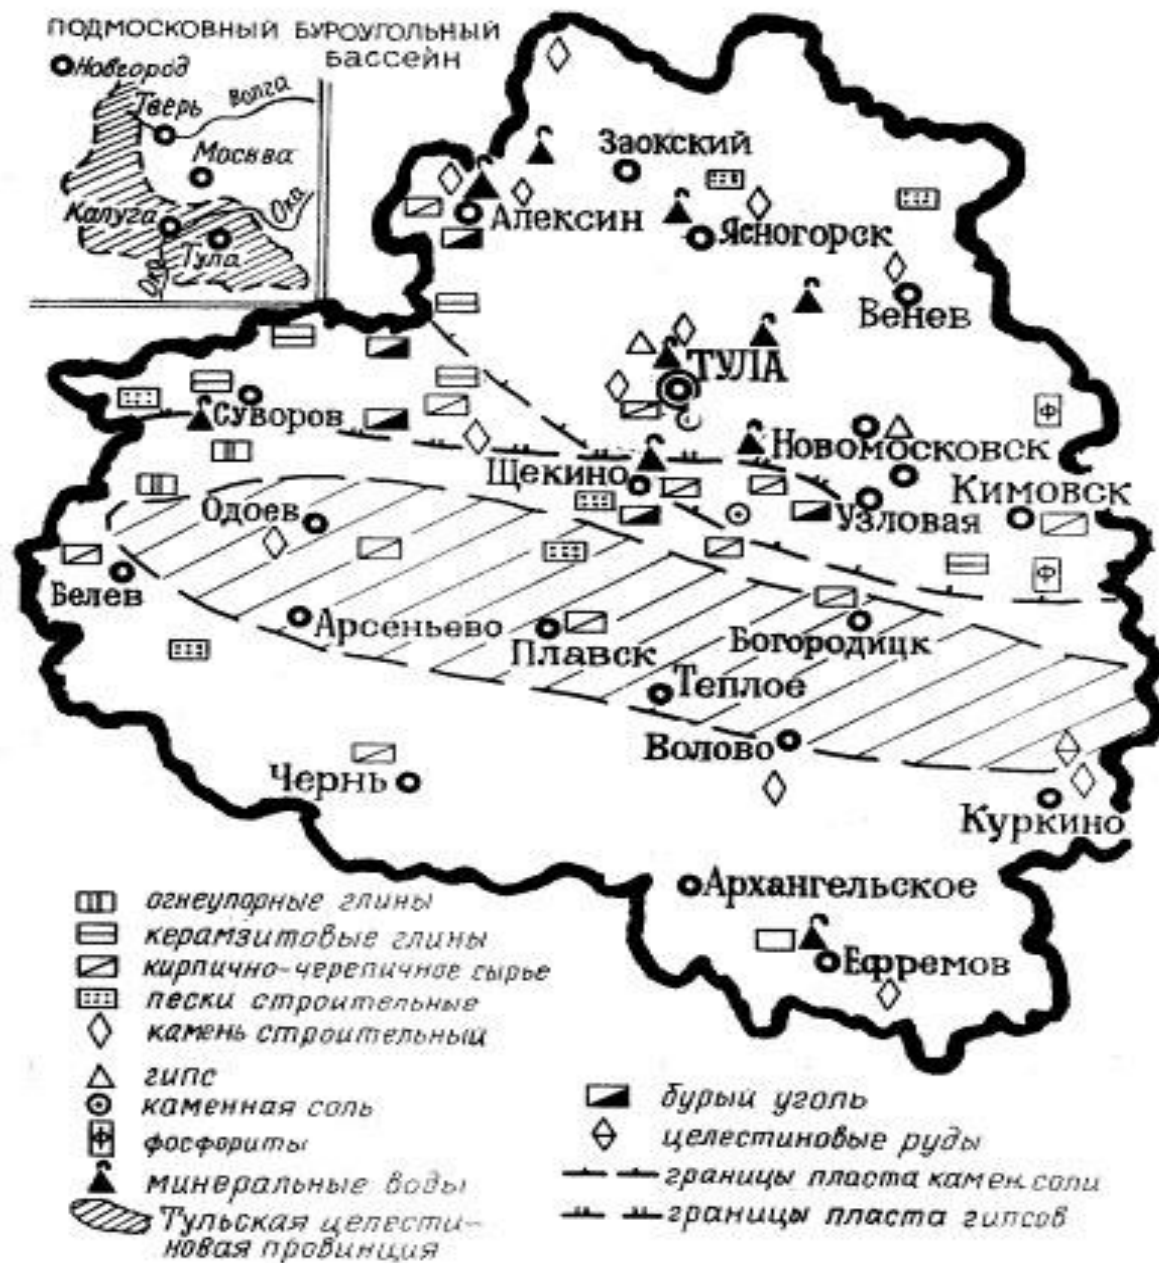 ПОДМОСКОВНЫЙ БУРОУГОЛЬНЫЙ
бассейн
Новгород
Тверь
Волга
Москва
Калуга
Ока
Тула
Ока
Заокский
Алексин
Ясногорск
Венев
ТУЛА
Суворов
Новомосковск
Щекино
Кимовск
Узловая
Одоев
Белев
Арсеньево
Плавск
Богородицк
Теплое
Волово
Чернь
Куркино
Архангельское
Ефремов
огнеупорные глины
керамзитовые глины
кирпично-черепичное сырье
пески строительные
камень строительный
гипс
каменная соль
фосфориты
минеральные воды
Тульская целести-
новая провинция
бурый уголь
целестиновые руды
границы пласта камен. соли
границы пласта гипсов
Ф
Ф
Ф